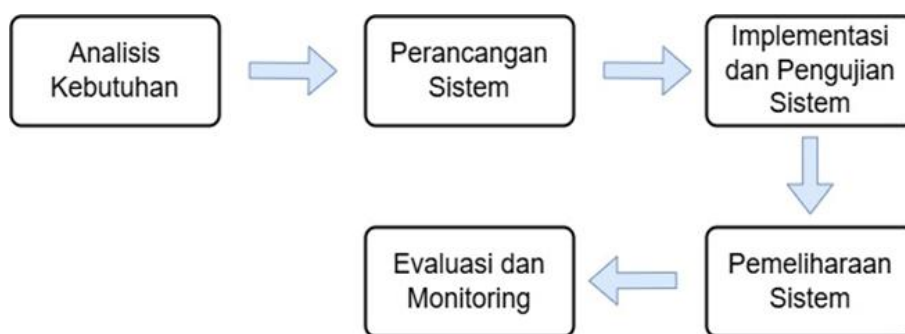 Analisis
Kebutuhan
Perancangan
Sistem
Implementasi
dan Pengujian
Sistem
Pemeliharaan
Sistem
Evaluasi dan
Monitoring